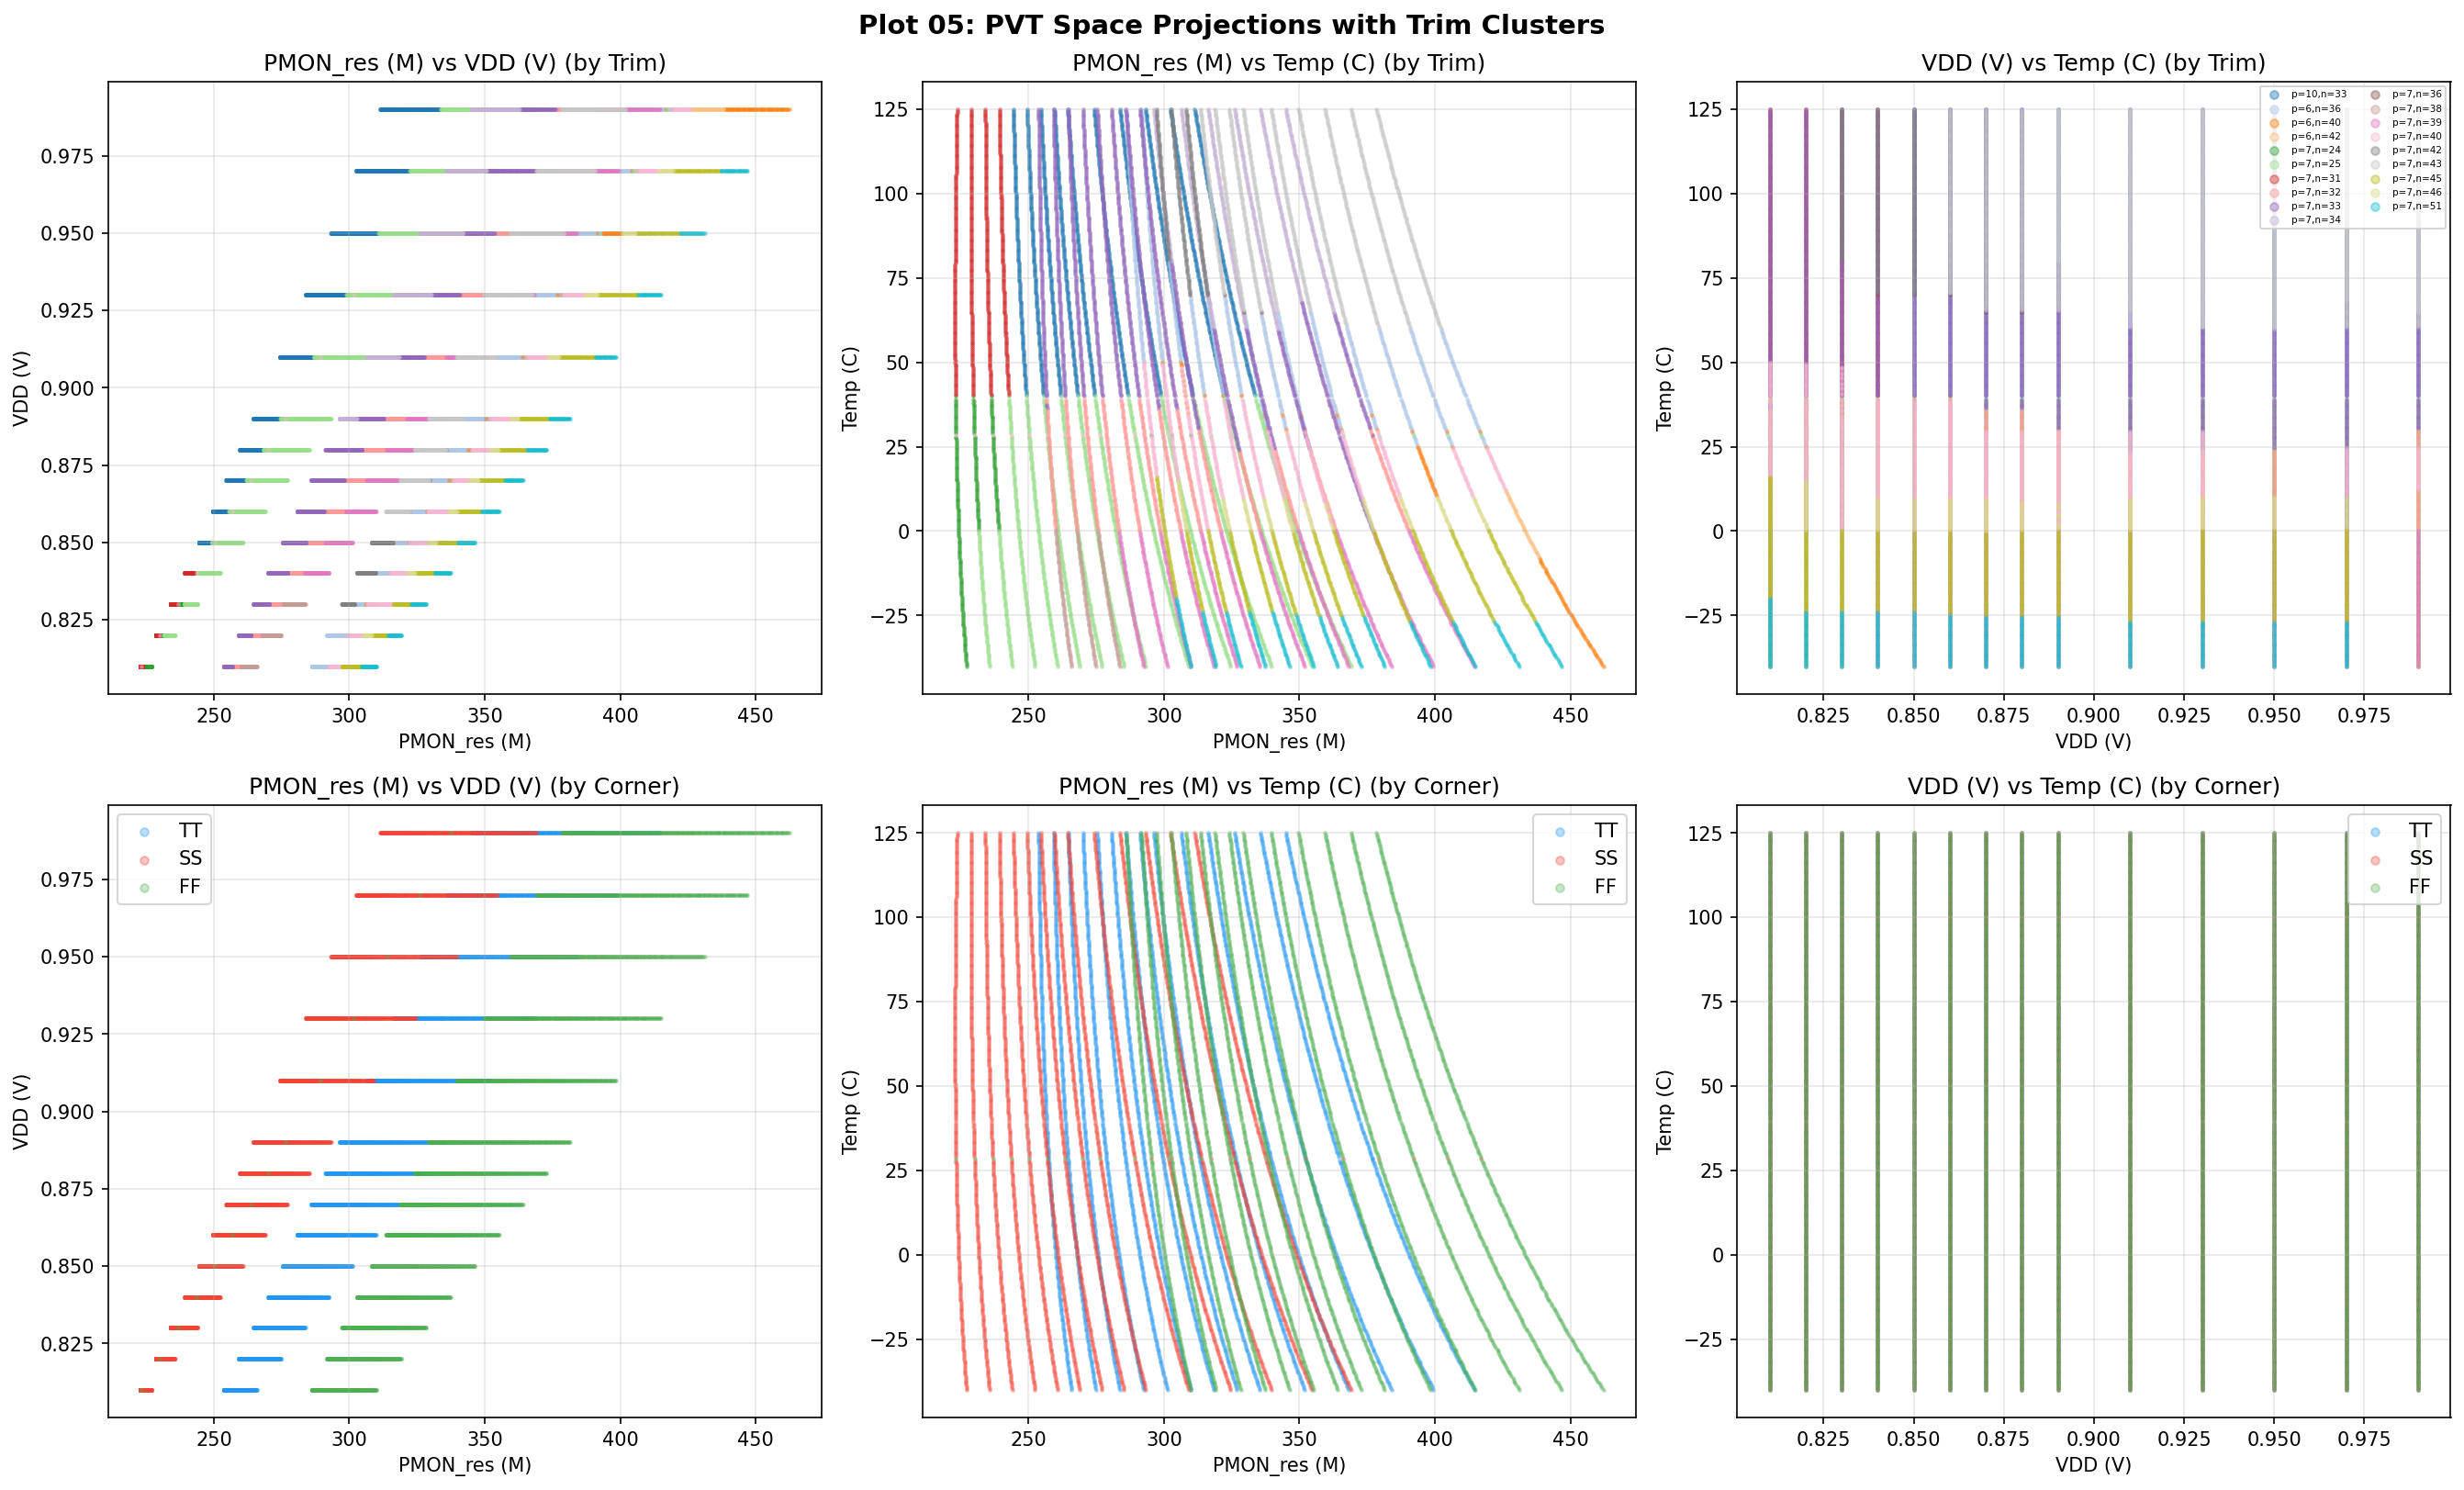 Plot 05: PVT Space Projections with Trim Clusters
PMON_res (M) vs VDD (V) (by Trim)
VDD (V)
0.975
0.950
0.925
0.900
0.875
0.850
0.825
250 300 350 400 450
PMON_res (M)
PMON_res (M) vs Temp (C) (by Trim)
Temp (C)
125
100
75
50
25
0
−25
250 300 350 400 450
PMON_res (M)
VDD (V) vs Temp (C) (by Trim)
Temp (C)
125
100
75
50
25
0
−25
p=10,n=33
p=6,n=36
p=6,n=40
p=6,n=42
p=7,n=24
p=7,n=25
p=7,n=31
p=7,n=32
p=7,n=33
p=7,n=34
p=7,n=36
p=7,n=38
p=7,n=39
p=7,n=40
p=7,n=42
p=7,n=43
p=7,n=45
p=7,n=46
p=7,n=51
0.825 0.850 0.875 0.900 0.925 0.950 0.975
VDD (V)
PMON_res (M) vs VDD (V) (by Corner)
VDD (V)
0.975
0.950
0.925
0.900
0.875
0.850
0.825
TT
SS
FF
250 300 350 400 450
PMON_res (M)
PMON_res (M) vs Temp (C) (by Corner)
Temp (C)
125
100
75
50
25
0
−25
TT
SS
FF
250 300 350 400 450
PMON_res (M)
VDD (V) vs Temp (C) (by Corner)
Temp (C)
125
100
75
50
25
0
−25
TT
SS
FF
0.825 0.850 0.875 0.900 0.925 0.950 0.975
VDD (V)